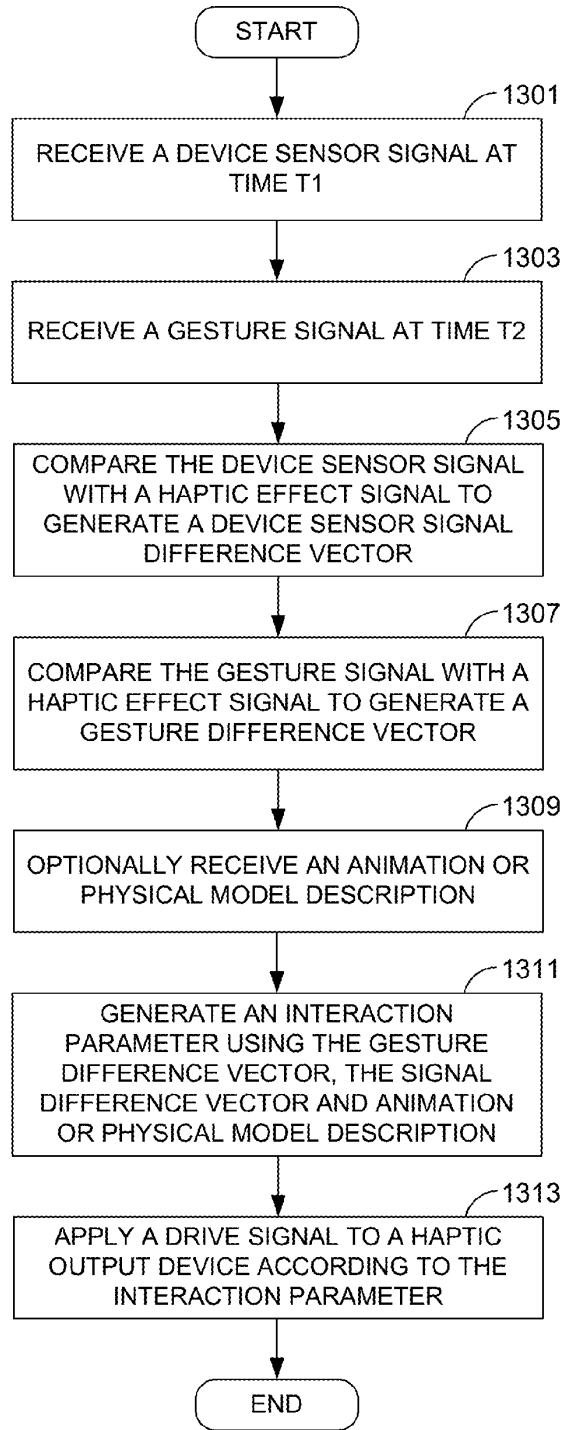 START
1301
RECEIVE A DEVICE SENSOR SIGNAL AT
TIME T1
1303
RECEIVE A GESTURE SIGNAL AT TIME T2
1305
COMPARE THE DEVICE SENSOR SIGNAL
WITH A HAPTIC EFFECT SIGNAL TO
GENERATE A DEVICE SENSOR SIGNAL
DIFFERENCE VECTOR
1307
COMPARE THE GESTURE SIGNAL WITH A
HAPTIC EFFECT SIGNAL TO GENERATE A
GESTURE DIFFERENCE VECTOR
1309
OPTIONALLY RECEIVE AN ANIMATION OR
PHYSICAL MODEL DESCRIPTION
1311
GENERATE AN INTERACTION
PARAMETER USING THE GESTURE
DIFFERENCE VECTOR, THE SIGNAL
DIFFERENCE VECTOR AND ANIMATION
OR PHYSICAL MODEL DESCRIPTION
1313
APPLY A DRIVE SIGNAL TO A HAPTIC
OUTPUT DEVICE ACCORDING TO THE
INTERACTION PARAMETER
END